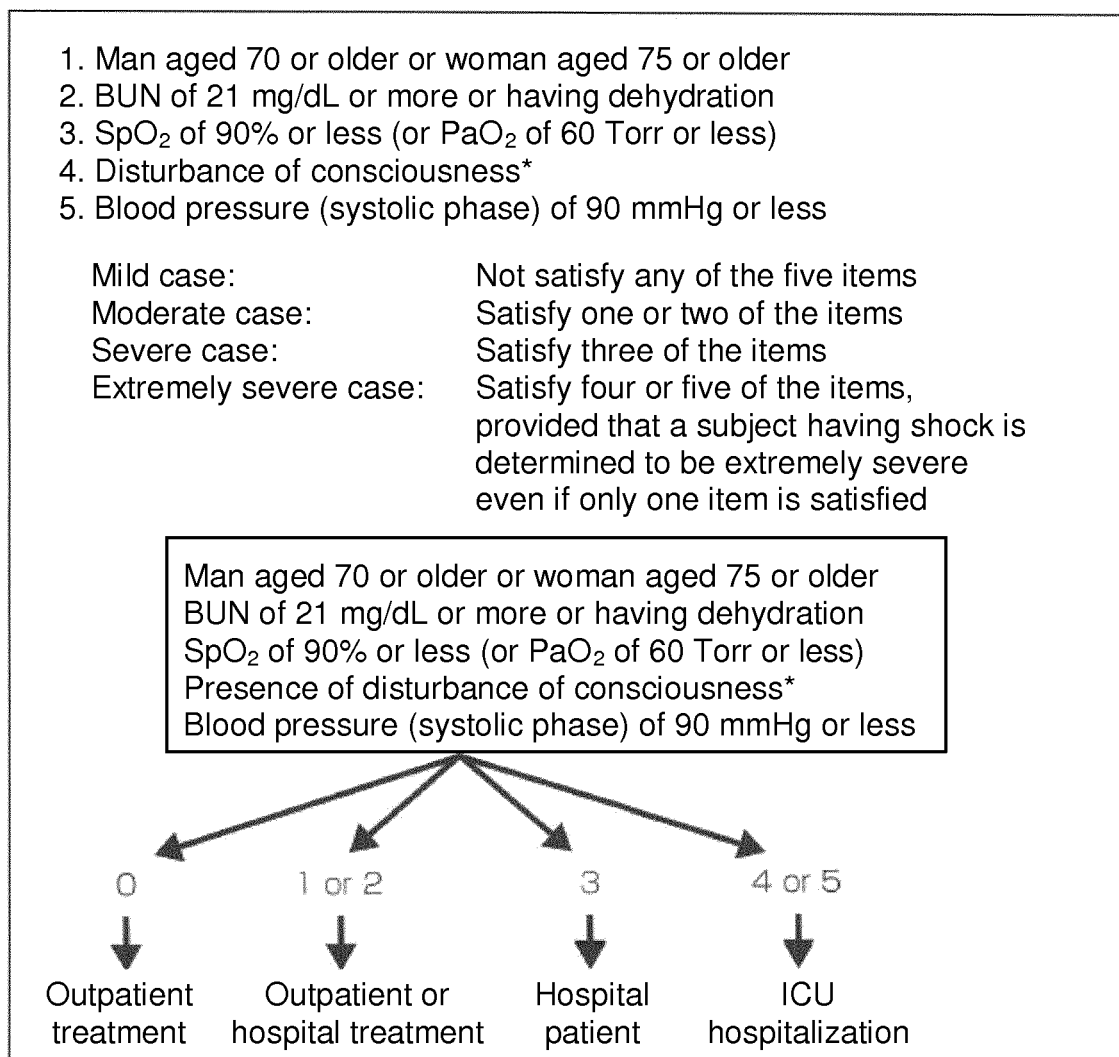 1. Man aged 70 or older or woman aged 75 or older
2. BUN of 21 mg/dL or more or having dehydration
3. SpO₂ of 90% or less (or PaO₂ of 60 Torr or less)
4. Disturbance of consciousness*
5. Blood pressure (systolic phase) of 90 mmHg or less
Mild case: Not satisfy any of the five items
Moderate case: Satisfy one or two of the items
Severe case: Satisfy three of the items
Extremely severe case: Satisfy four or five of the items,
provided that a subject having shock is
determined to be extremely severe
even if only one item is satisfied
Man aged 70 or older or woman aged 75 or older
BUN of 21 mg/dL or more or having dehydration
SpO₂ of 90% or less (or PaO₂ of 60 Torr or less)
Presence of disturbance of consciousness*
Blood pressure (systolic phase) of 90 mmHg or less
0 1 or 2 3 4 or 5
Outpatient Outpatient or Hospital ICU
treatment hospital treatment patient hospitalization